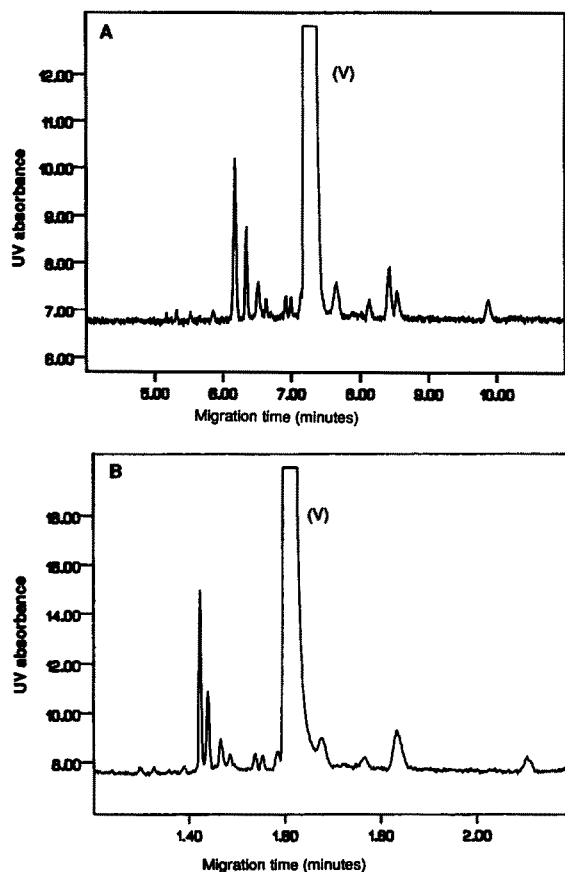 A
(V)
12.00
11.00
10.00
9.00
8.00
7.00
6.00
UV absorbance
5.00 6.00 7.00 8.00 9.00 10.00
Migration time (minutes)
B
(V)
18.00
16.00
14.00
12.00
10.00
8.00
UV absorbance
1.40 1.60 1.80 2.00
Migration time (minutes)